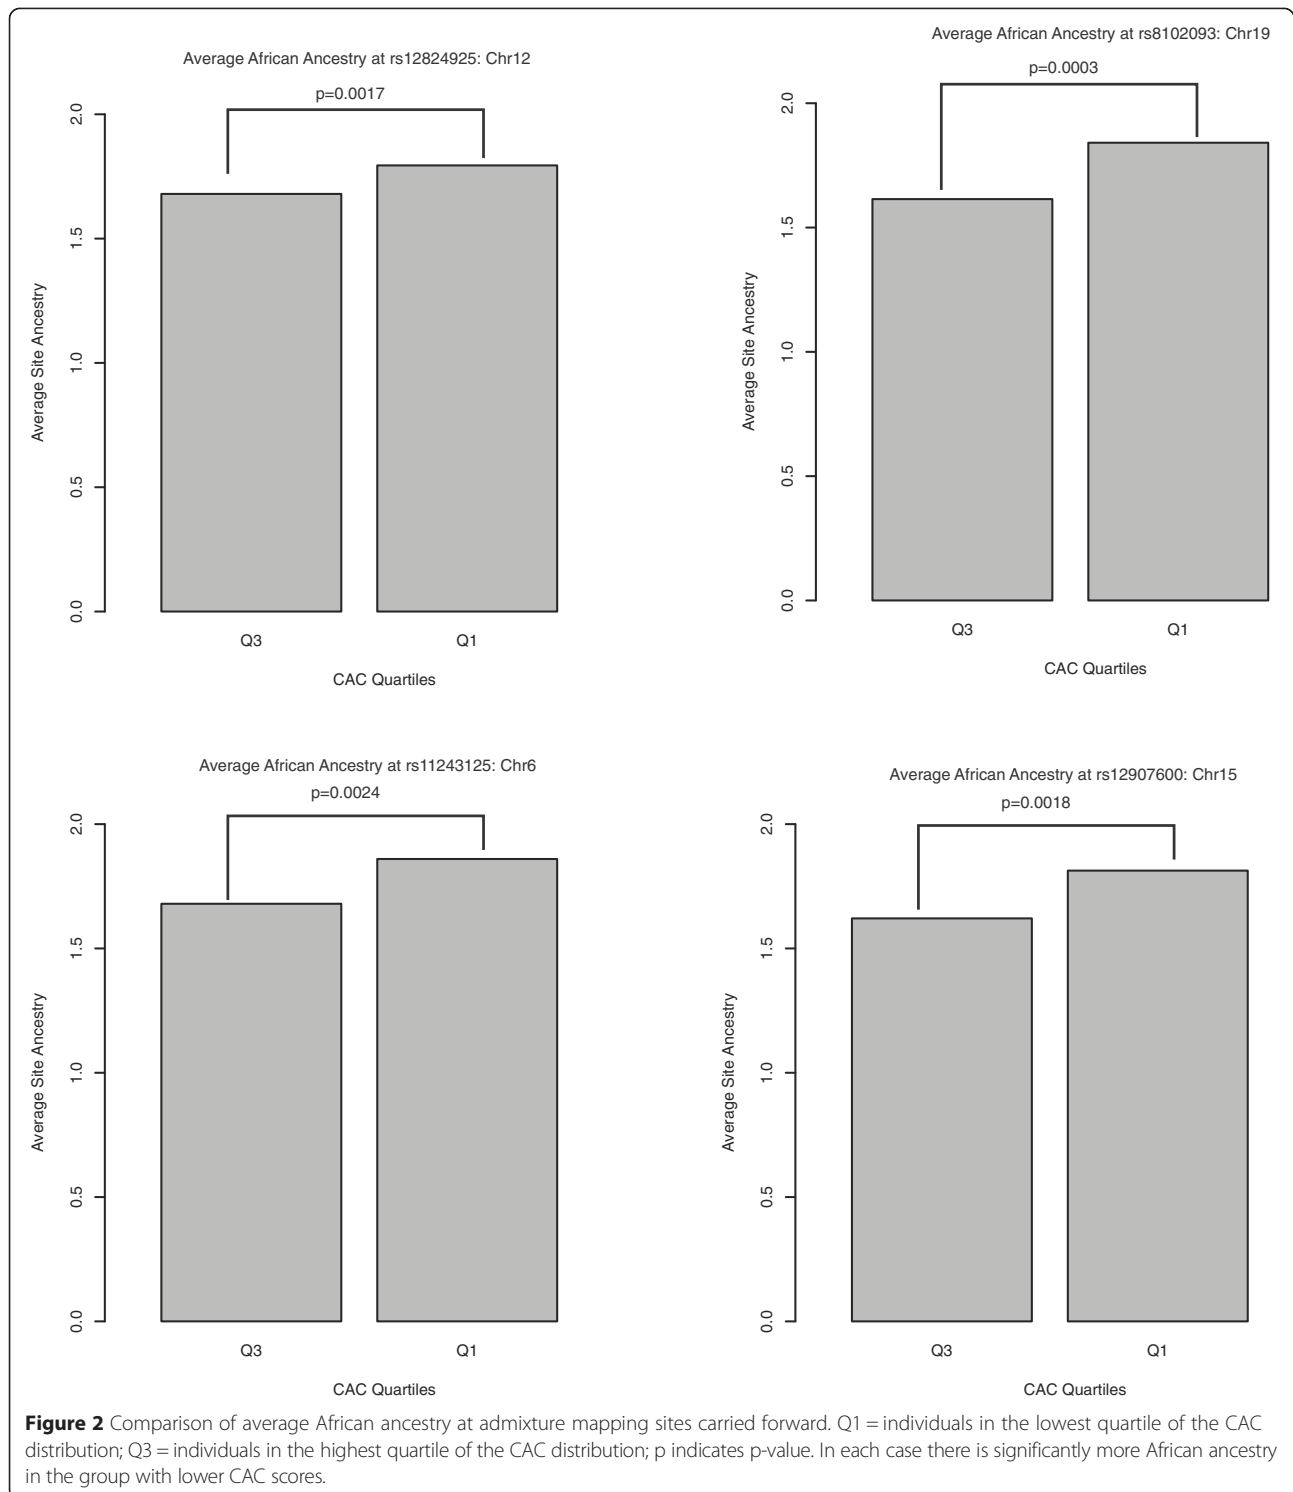 Average African Ancestry at rs12824925: Chr12
p=0.0017
2.0
1.5
1.0
0.5
0.0
Average Site Ancestry
Q3 Q1
CAC Quartiles
Average African Ancestry at rs8102093: Chr19
p=0.0003
2.0
1.5
1.0
0.5
0.0
Average Site Ancestry
Q3 Q1
CAC Quartiles
Average African Ancestry at rs11243125: Chr6
p=0.0024
2.0
1.5
1.0
0.5
0.0
Average Site Ancestry
Q3 Q1
CAC Quartiles
Average African Ancestry at rs12907600: Chr15
p=0.0018
2.0
1.5
1.0
0.5
0.0
Average Site Ancestry
Q3 Q1
CAC Quartiles
Figure 2 Comparison of average African ancestry at admixture mapping sites carried forward. Q1 = individuals in the lowest quartile of the CAC
distribution; Q3 = individuals in the highest quartile of the CAC distribution; p indicates p-value. In each case there is significantly more African ancestry
in the group with lower CAC scores.